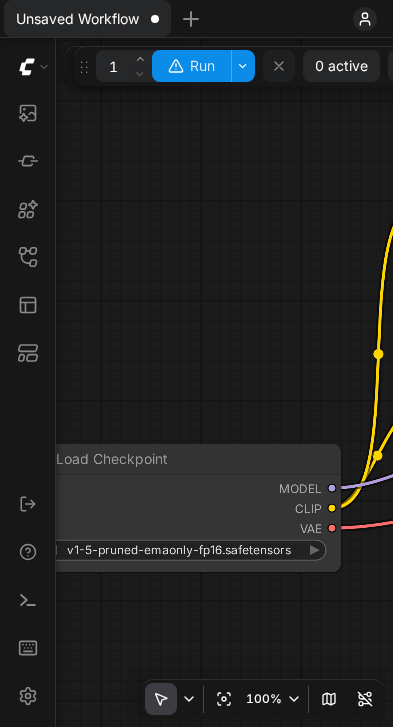 Unsaved Workflow
1
Run
0 active
Load Checkpoint
MODEL
CLIP
VAE
v1-5-pruned-emaonly-fp16.safetensors
100%